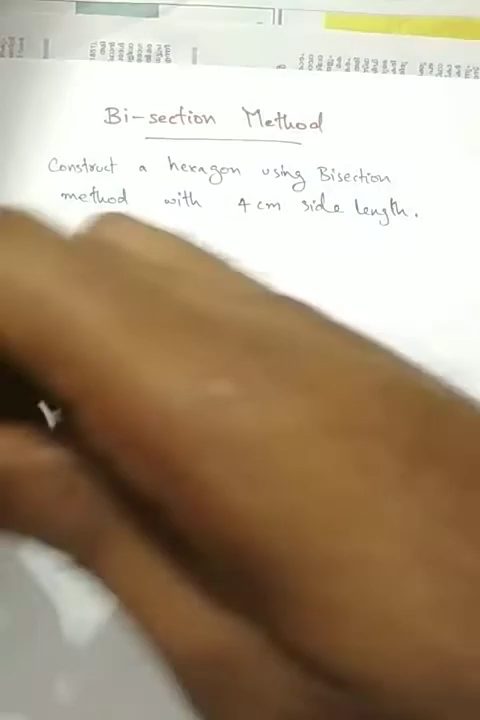 Bi-section Method
Construct a hexagon using Bisection
method with 4 cm side length.